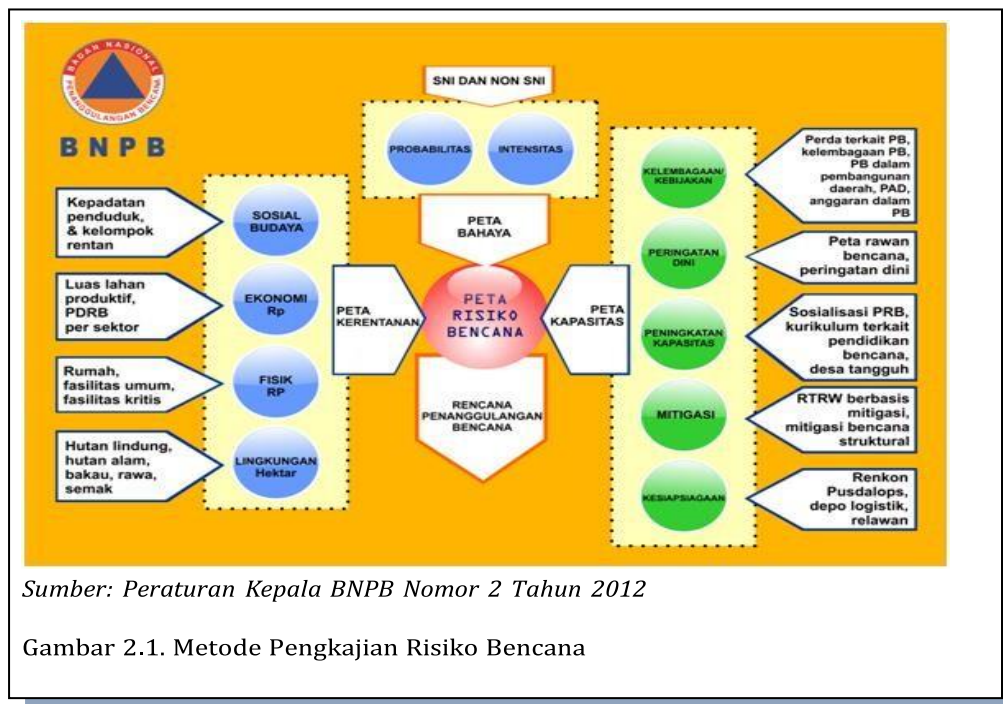 BADAN NASIONAL
PENANGGULANGAN BENCANA
BNPB
SNI DAN NON SNI
PROBABILITAS
INTENSITAS
PETA
BAHAYA
Kepadatan
penduduk,
& kelompok
rentan
SOSIAL
BUDAYA
Luas lahan
produktif,
PDRB
per sektor
EKONOMI
Rp
Rumah,
fasilitas umum,
fasilitas kritis
FISIK
RP
Hutan lindung,
hutan alam,
bakau, rawa,
semak
LINGKUNGAN
Hektar
PETA
KERENTANAN
PETA
RISIKO
BENCANA
PETA
KAPASITAS
RENCANA
PENANGGULANGAN
BENCANA
KELEMBAGAAN/
KEBIJAKAN
Perda terkait PB,
kelembagaan PB,
PB dalam
pembangunan
daerah, PAD,
anggaran dalam
PB
PERINGATAN
DINI
Peta rawan
bencana,
peringatan dini
PENINGKATAN
KAPASITAS
Sosialisasi PRB,
kurikulum terkait
pendidikan
bencana,
desa tangguh
MITIGASI
RTRW berbasis
mitigasi,
mitigasi bencana
struktural
KESIAPSIAGAAN
Renkon
Pusdalops,
depo logistik,
relawan
Sumber: Peraturan Kepala BNPB Nomor 2 Tahun 2012
Gambar 2.1. Metode Pengkajian Risiko Bencana